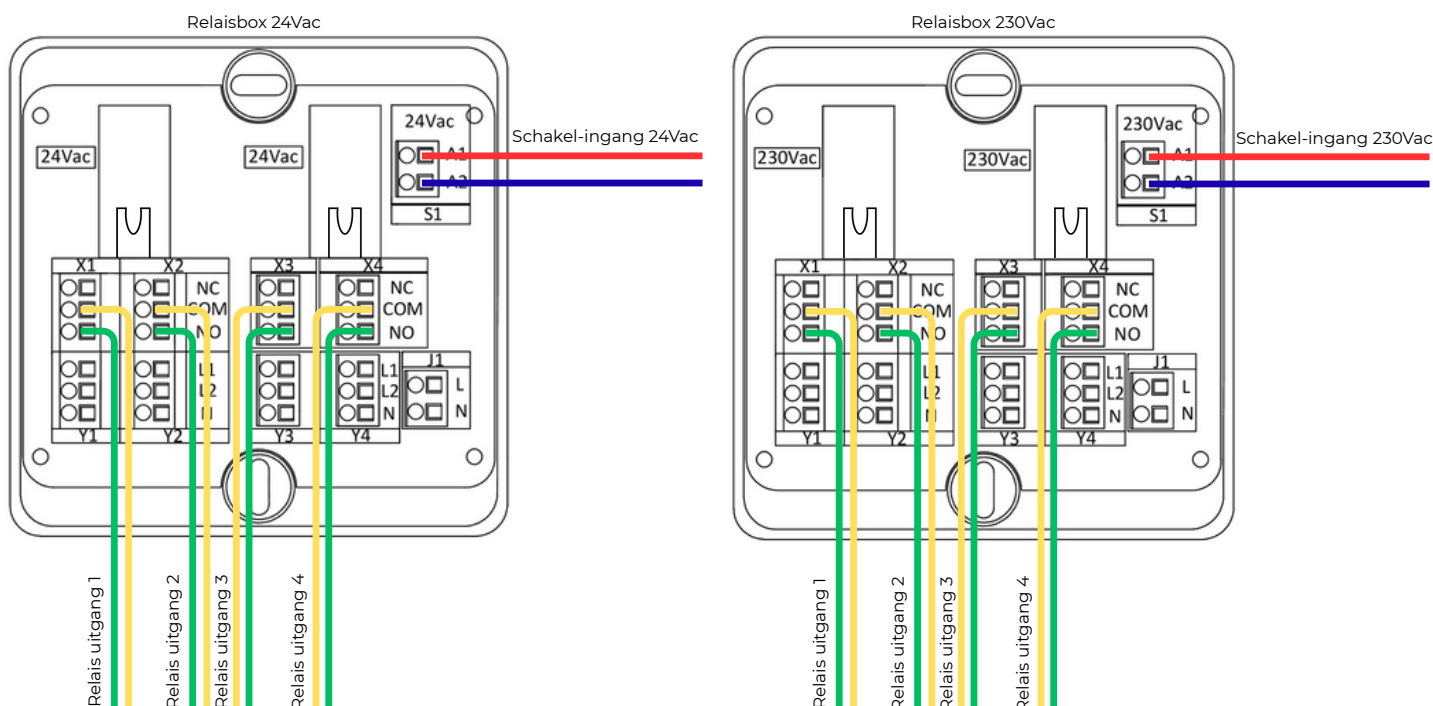 Relaisbox 24Vac
24Vac
A1
A2
S1
Schakel-ingang 24Vac
24Vac
24Vac
X1
X2
X3
X4
NC
COM
NO
NC
COM
NO
L1
L2
N
L1
L2
N
J1
L
N
Y1
Y2
Y3
Y4
Relais uitgang 1
Relais uitgang 2
Relais uitgang 3
Relais uitgang 4
Relaisbox 230Vac
230Vac
A1
A2
S1
Schakel-ingang 230Vac
230Vac
230Vac
X1
X2
X3
X4
NC
COM
NO
NC
COM
NO
L1
L2
N
L1
L2
N
J1
L
N
Y1
Y2
Y3
Y4
Relais uitgang 1
Relais uitgang 2
Relais uitgang 3
Relais uitgang 4